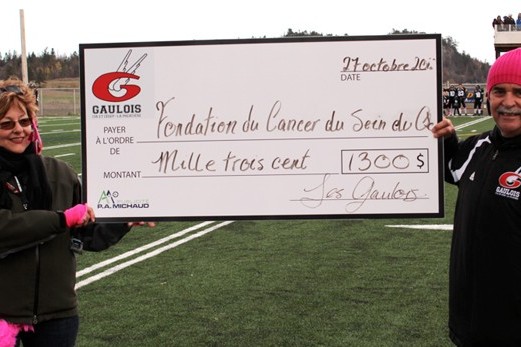 27 octobre
DATE
GAULOIS
PAYER
À L'ORDRE
DE
Fondation du Cancer du Sein du
Mille trois cent 1300 $
MONTANT
Les Gaulois
P.A. MICHAUD
GAULOIS